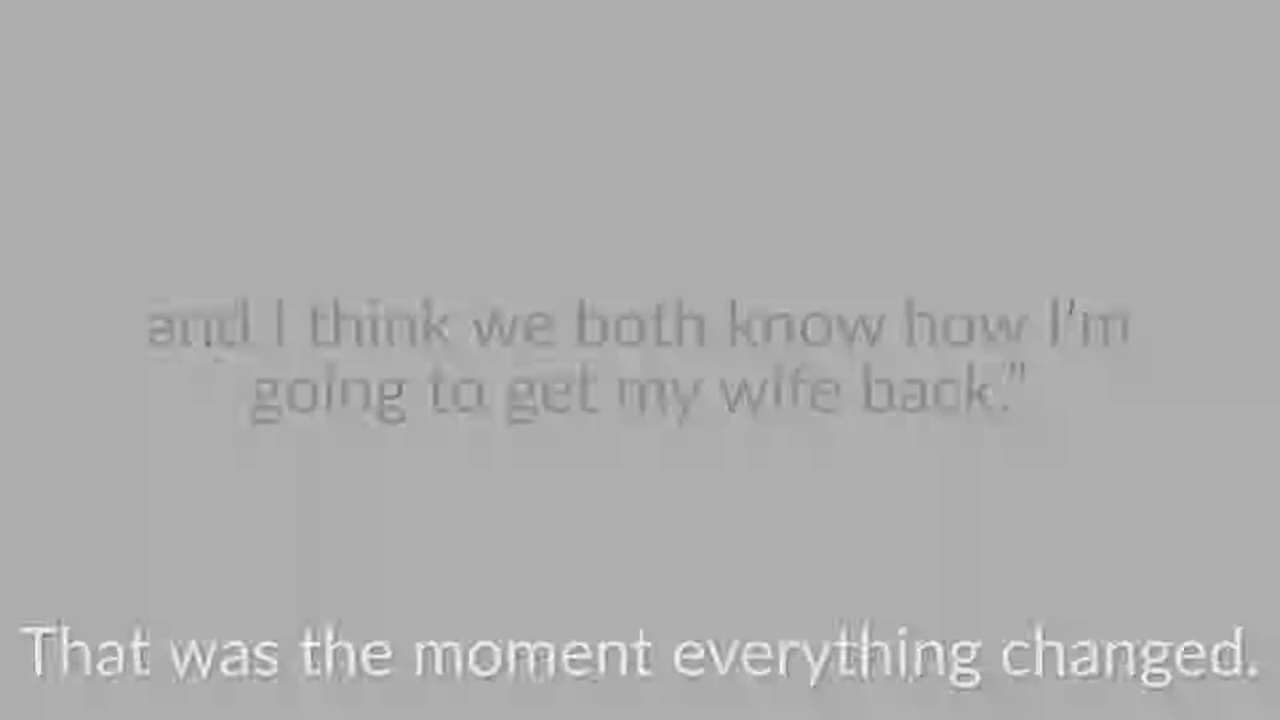 and I think we both know how I'm
going to get my wife back."
That was the moment everything changed.